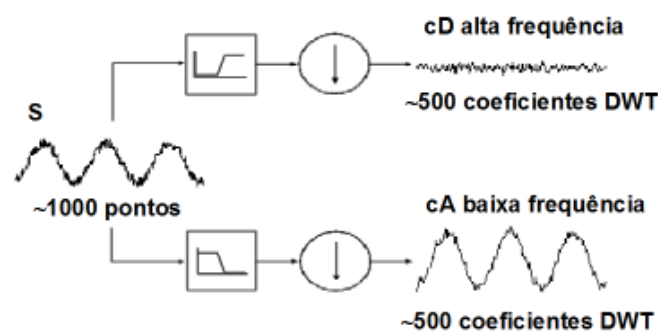 cD alta frequência
~500 coeficientes DWT
S
~1000 pontos
cA baixa frequência
~500 coeficientes DWT